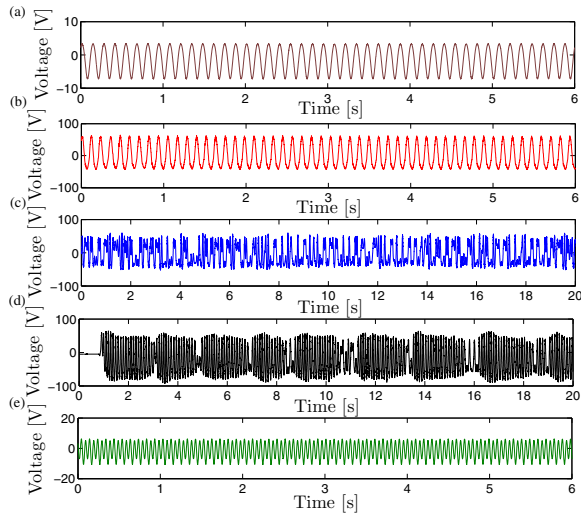 (a)
Voltage [V]
10
0
−10
0 1 2 3 4 5 6
Time [s]
(b)
Voltage [V]
100
0
−100
0 1 2 3 4 5 6
Time [s]
(c)
Voltage [V]
100
0
−100
0 2 4 6 8 10 12 14 16 18 20
Time [s]
(d)
Voltage [V]
100
0
−100
2 4 6 8 10 12 14 16 18 20
Time [s]
(e)
Voltage [V]
20
0
−20
0 1 2 3 4 5 6
Time [s]